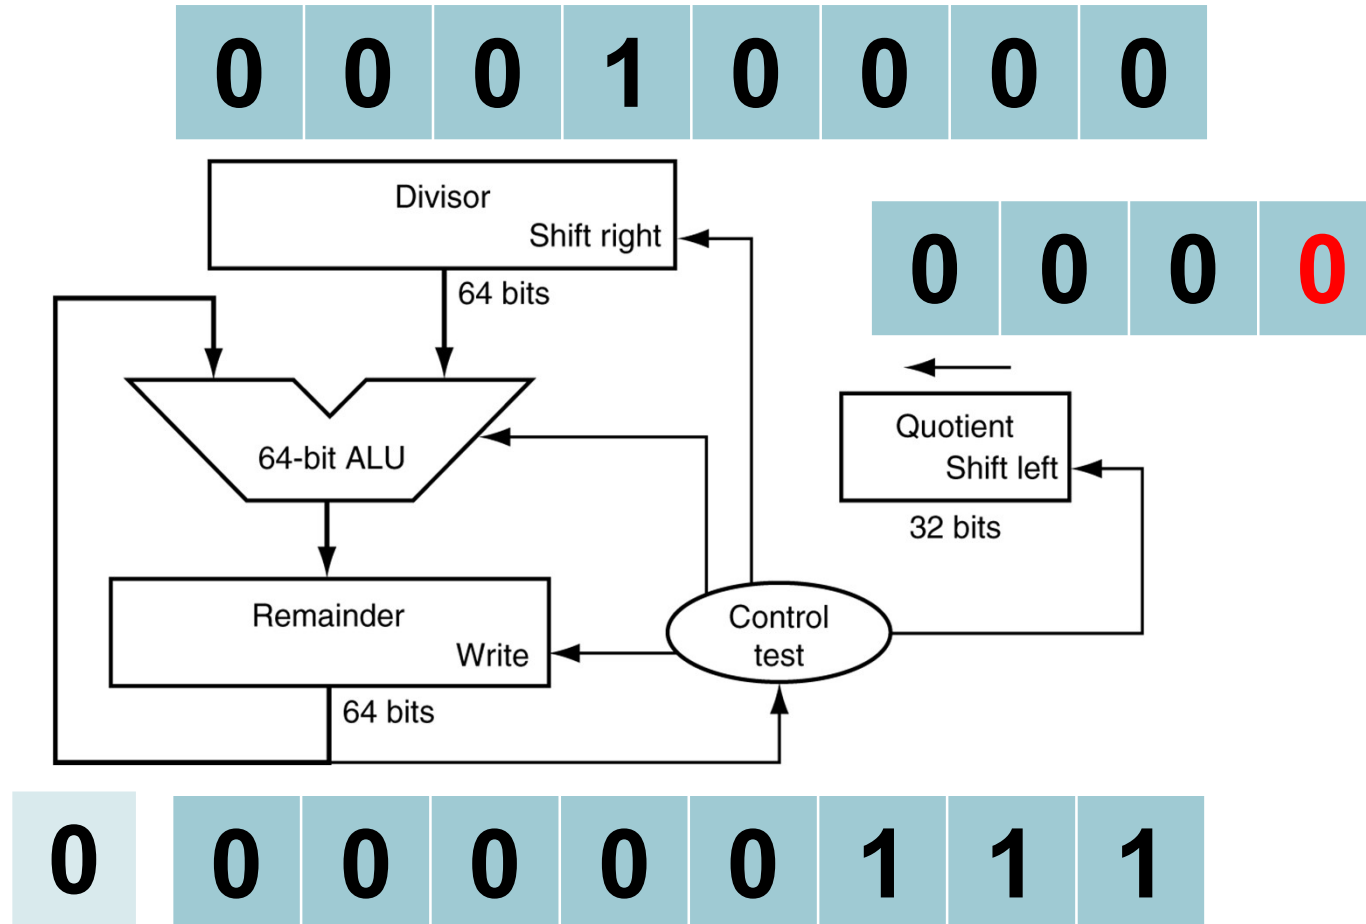 0 0 0 1 0 0 0 0
Divisor
Shift right
64 bits
0 0 0 0
64-bit ALU
Quotient
Shift left
32 bits
Remainder
Write
Control
test
64 bits
0 0 0 0 0 0 1 1 1